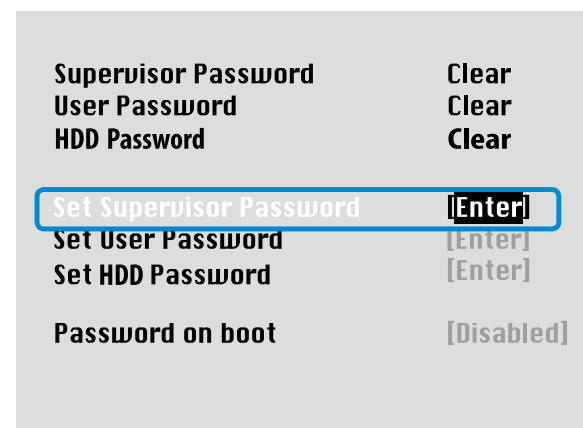 Supervisor Password Clear
User Password Clear
HDD Password Clear
Set Supervisor Password [Enter]
Set User Password [Enter]
Set HDD Password [Enter]
Password on boot [Disabled]